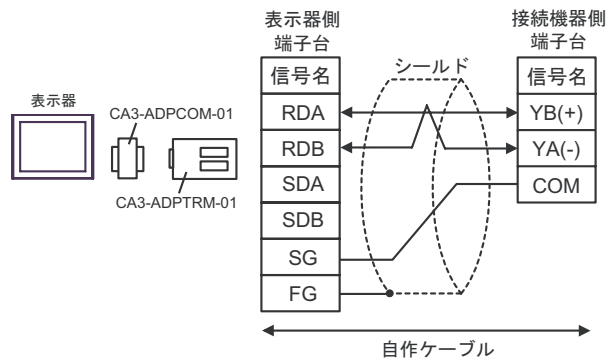 表示器側
端子台
接続機器側
端子台
信号名
シールド
信号名
表示器
CA3-ADPCOM-01
RDA
YB(+)
RDB
YA(-)
SDA
COM
CA3-ADPTRM-01
SDB
SG
FG
自作ケーブル